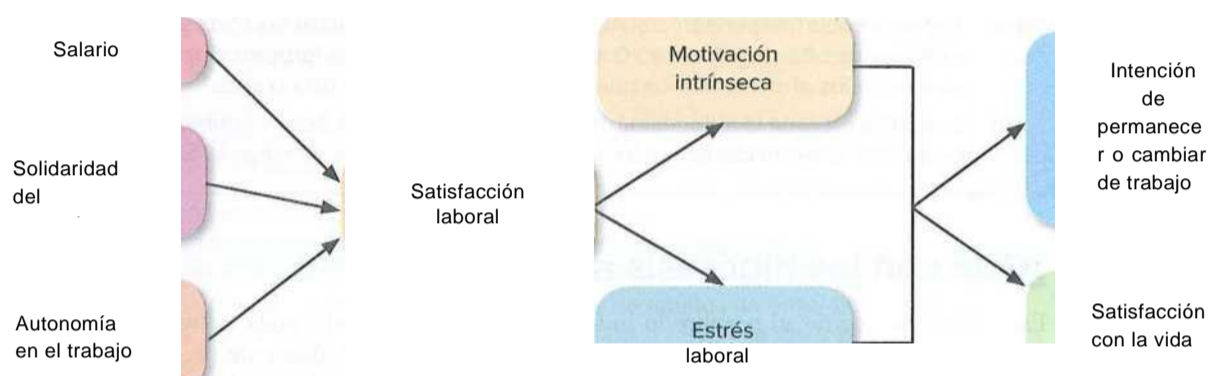 Salario
Solidaridad
del
Autonomía
en el trabajo
Satisfacción
laboral
Motivación
intrínseca
Estrés
laboral
Intención
de
permanece
r o cambiar
de trabajo
Satisfacción
con la vida